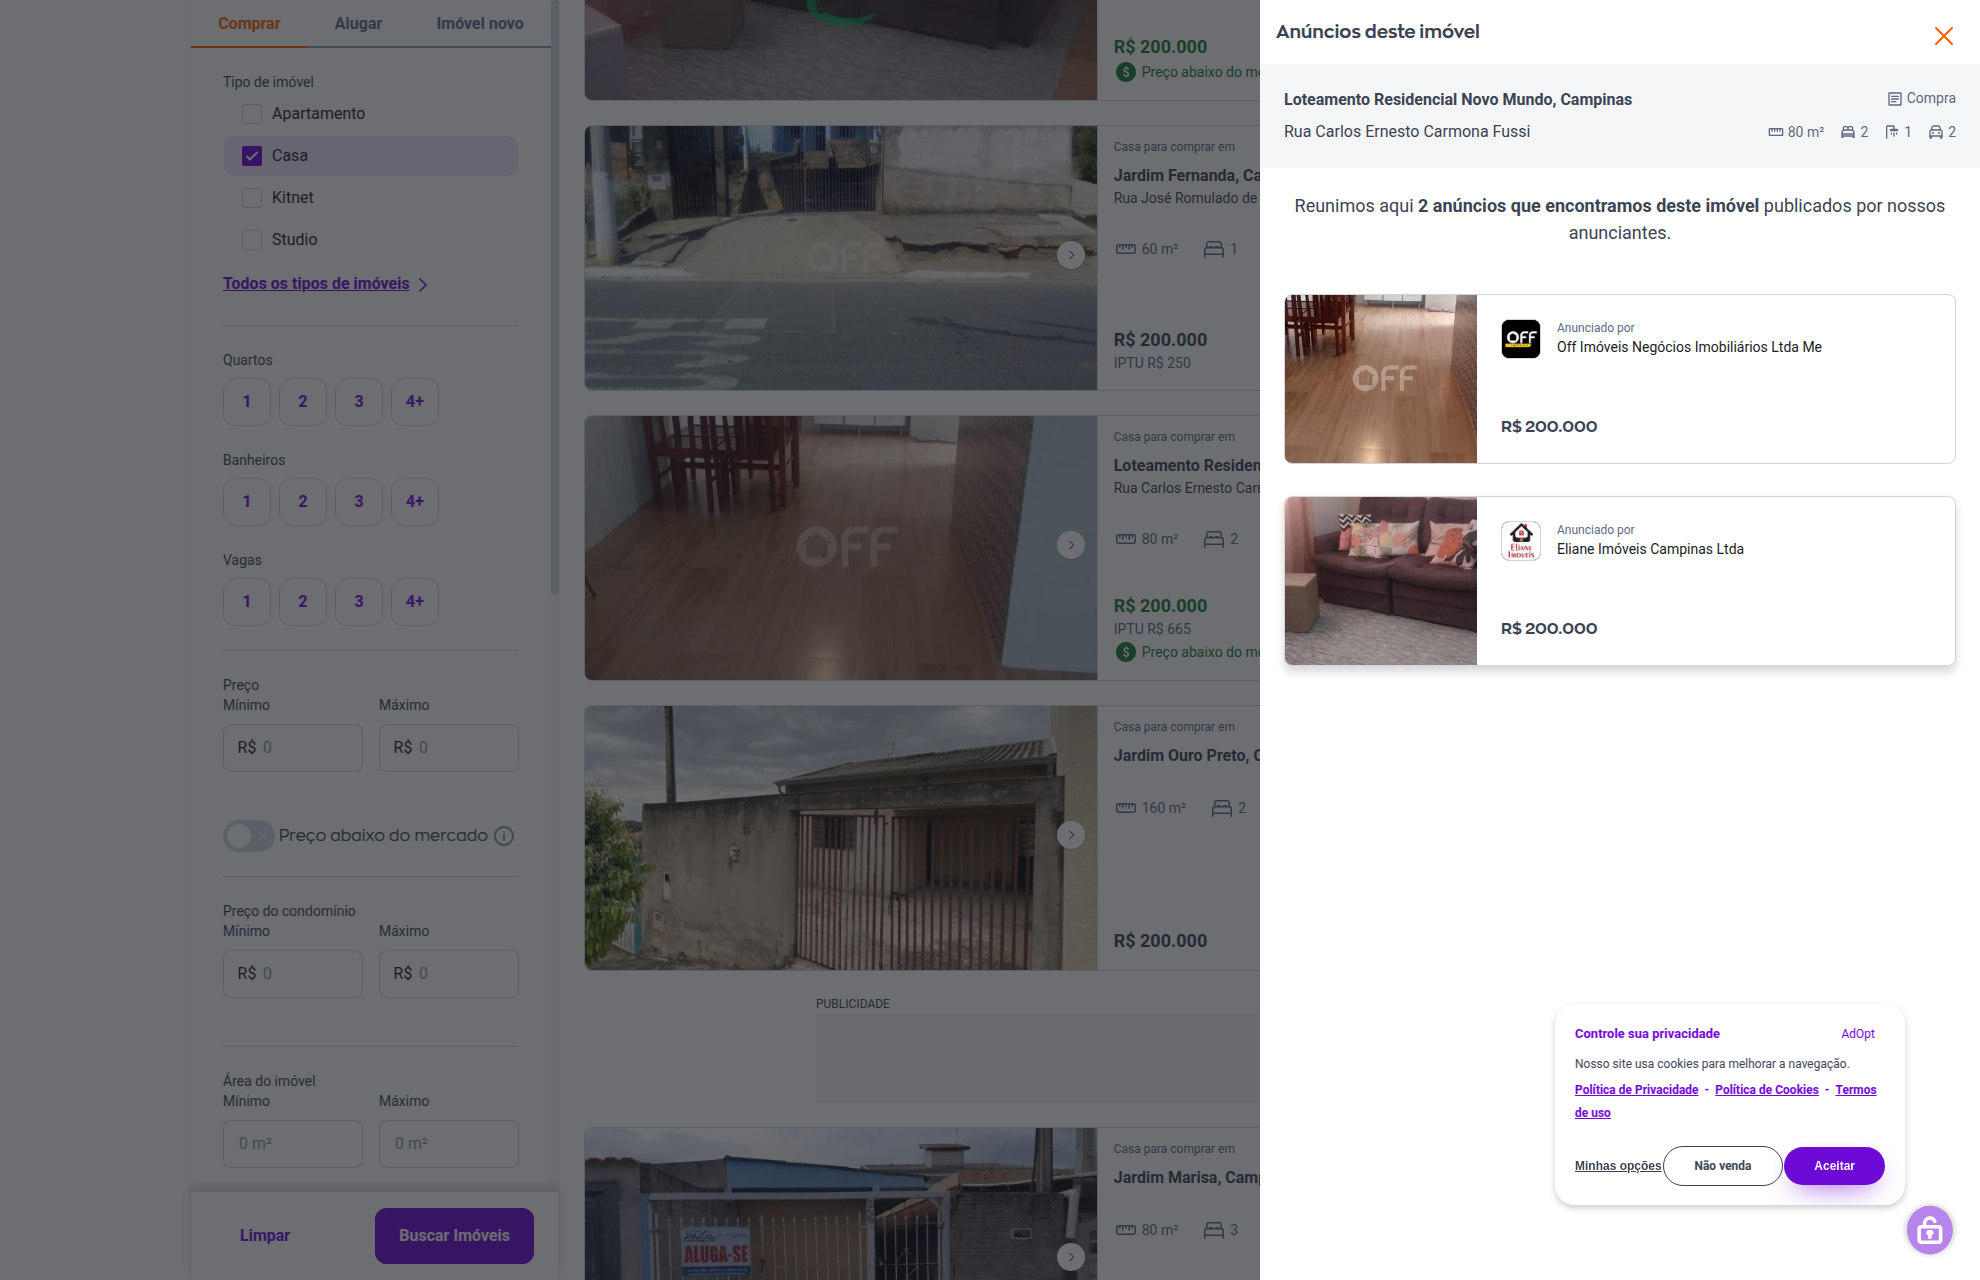 Comprar
Alugar
Imóvel novo
Tipo de imóvel
Apartamento
Casa
Kitnet
Studio
Todos os tipos de imóveis
Quartos
1 2 3 4+
Banheiros
1 2 3 4+
Vagas
1 2 3 4+
Preço
Mínimo Máximo
R$ 0 R$ 0
Preço abaixo do mercado
Preço do condomínio
Mínimo Máximo
R$ 0 R$ 0
Área do imóvel
Mínimo Máximo
0 m² 0 m²
Limpar
Buscar Imóveis
R$ 200.000
Preço abaixo do me
OFF
Casa para comprar em
Jardim Fernanda, Ca
Rua José Romulado de
60 m² 1
R$ 200.000
IPTU R$ 250
OFF
Casa para comprar em
Loteamento Residen
Rua Carlos Ernesto Car
80 m² 2
R$ 200.000
IPTU R$ 665
Preço abaixo do me
Casa para comprar em
Jardim Ouro Preto, C
160 m² 2
R$ 200.000
PUBLICIDADE
ALUGA-SE
Casa para comprar em
Jardim Marisa, Camp
80 m² 3
Anúncios deste imóvel
Loteamento Residencial Novo Mundo, Campinas
Compra
Rua Carlos Ernesto Carmona Fussi
80 m² 2 1 2
Reunimos aqui 2 anúncios que encontramos deste imóvel publicados por nossos
anunciantes.
OFF
OFF
Anunciado por
Off Imóveis Negócios Imobiliários Ltda Me
R$ 200.000
Eliane
Imoveis
Anunciado por
Eliane Imóveis Campinas Ltda
R$ 200.000
Controle sua privacidade
AdOpt
Nosso site usa cookies para melhorar a navegação.
Política de Privacidade - Política de Cookies - Termos
de uso
Minhas opções
Não venda
Aceitar